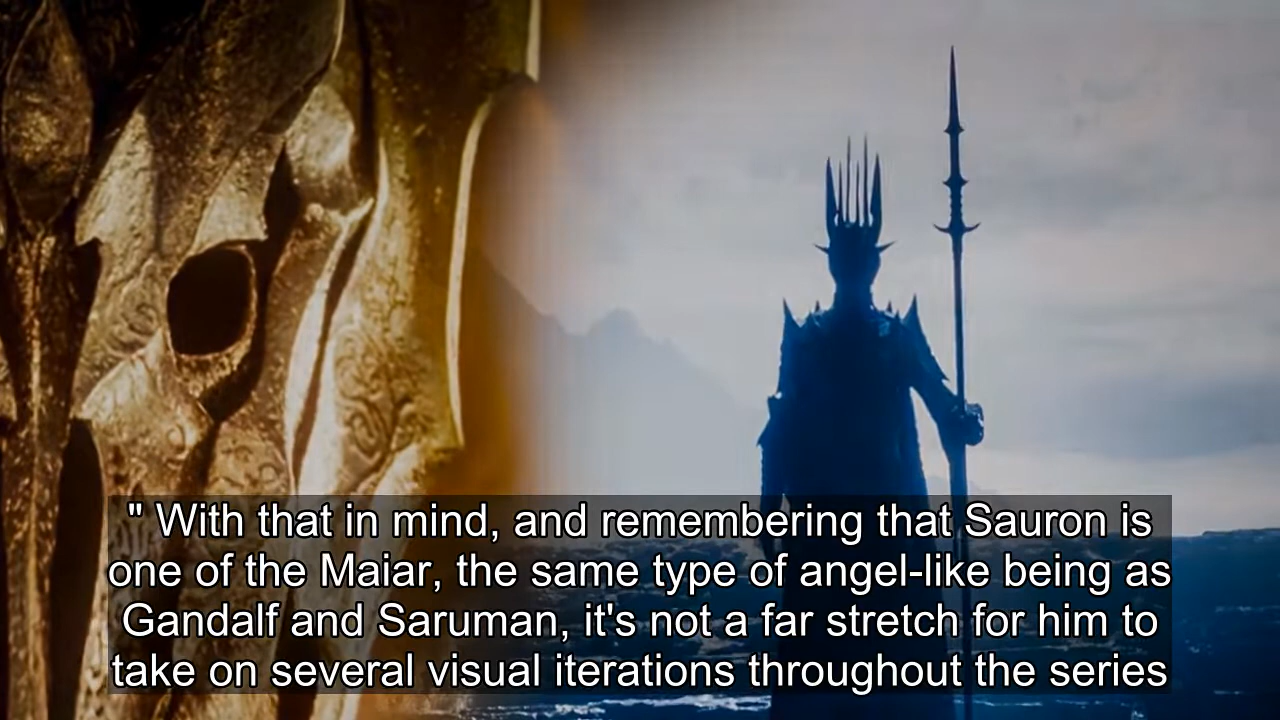 " With that in mind, and remembering that Sauron is
one of the Maiar, the same type of angel-like being as
Gandalf and Saruman, it's not a far stretch for him to
take on several visual iterations throughout the series